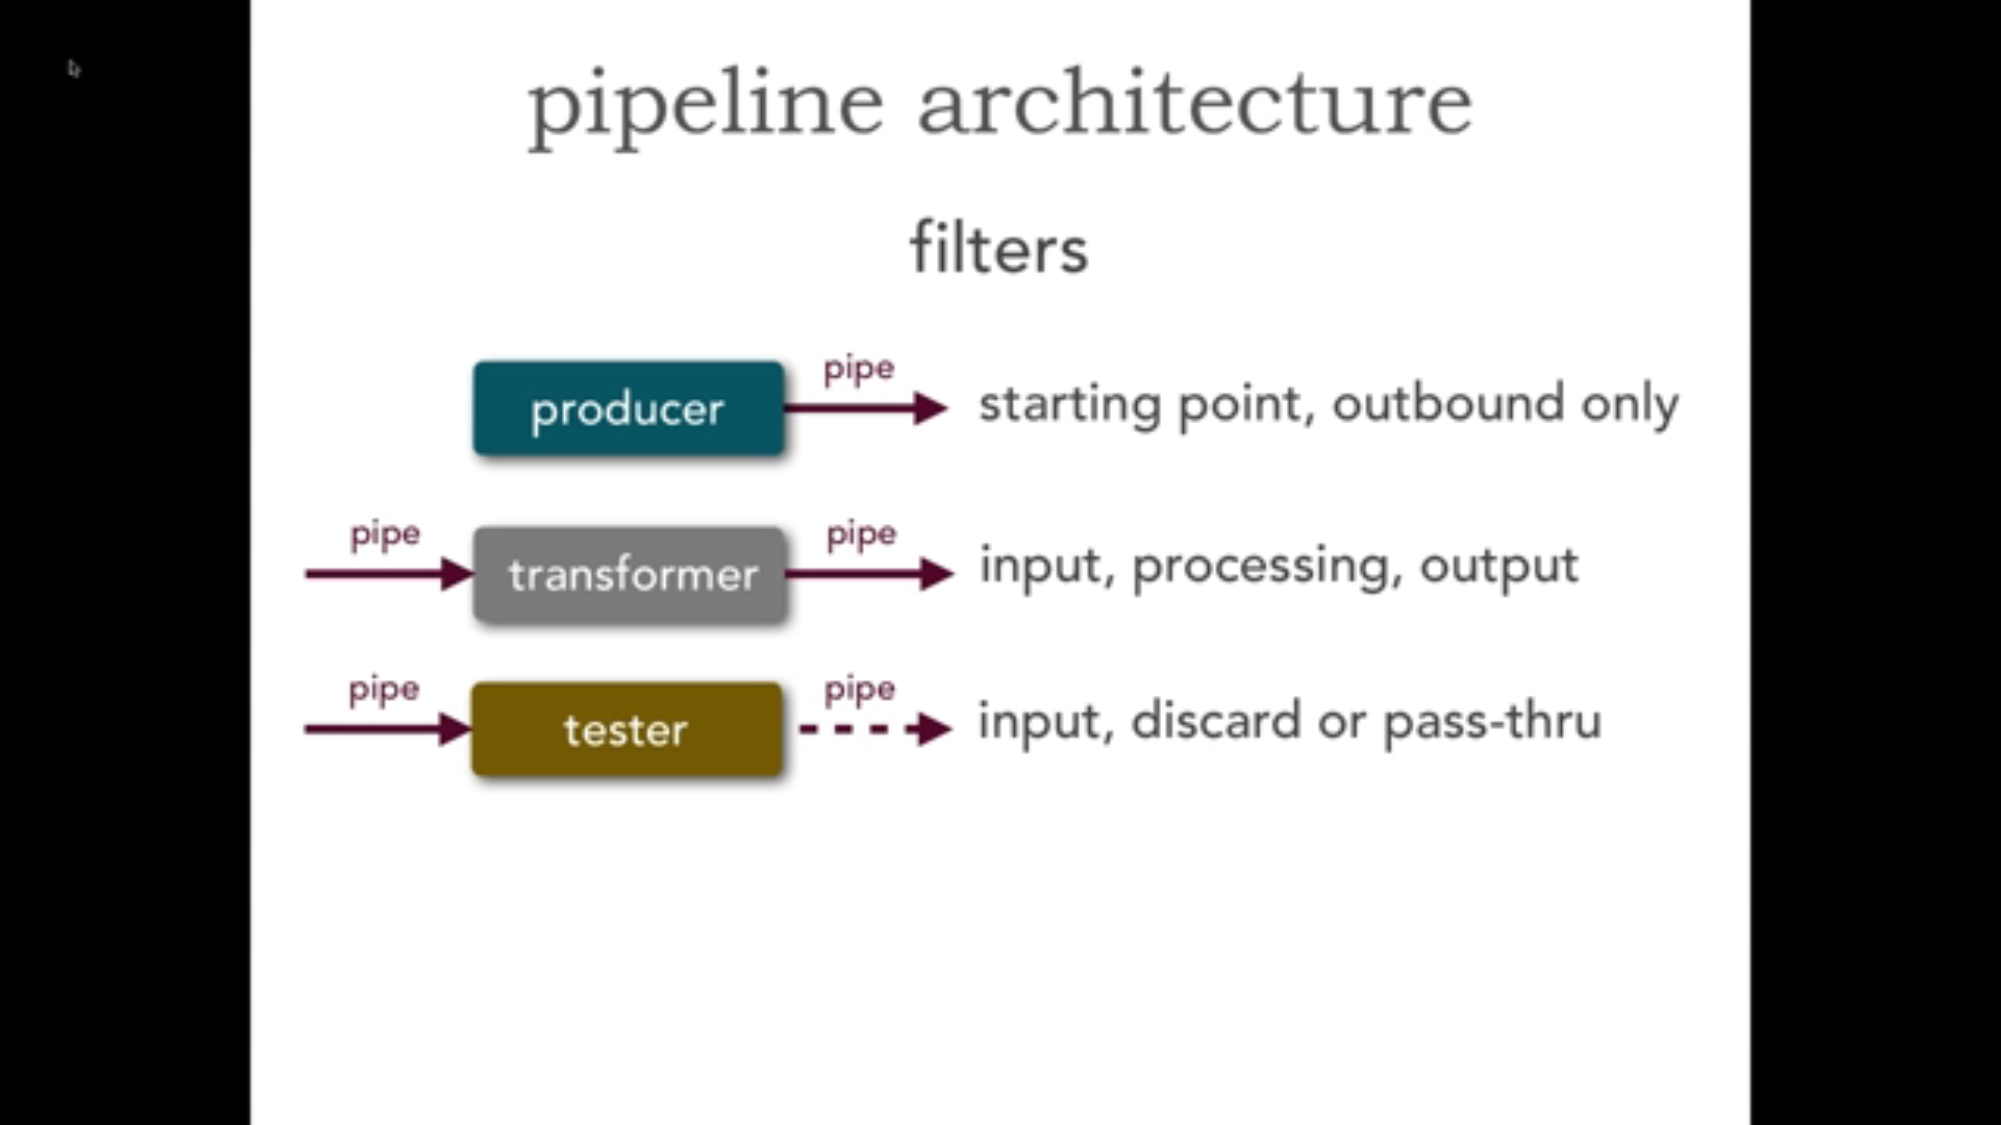 pipeline architecture
filters
producer
pipe
starting point, outbound only
pipe
transformer
pipe
input, processing, output
pipe
tester
pipe
input, discard or pass-thru